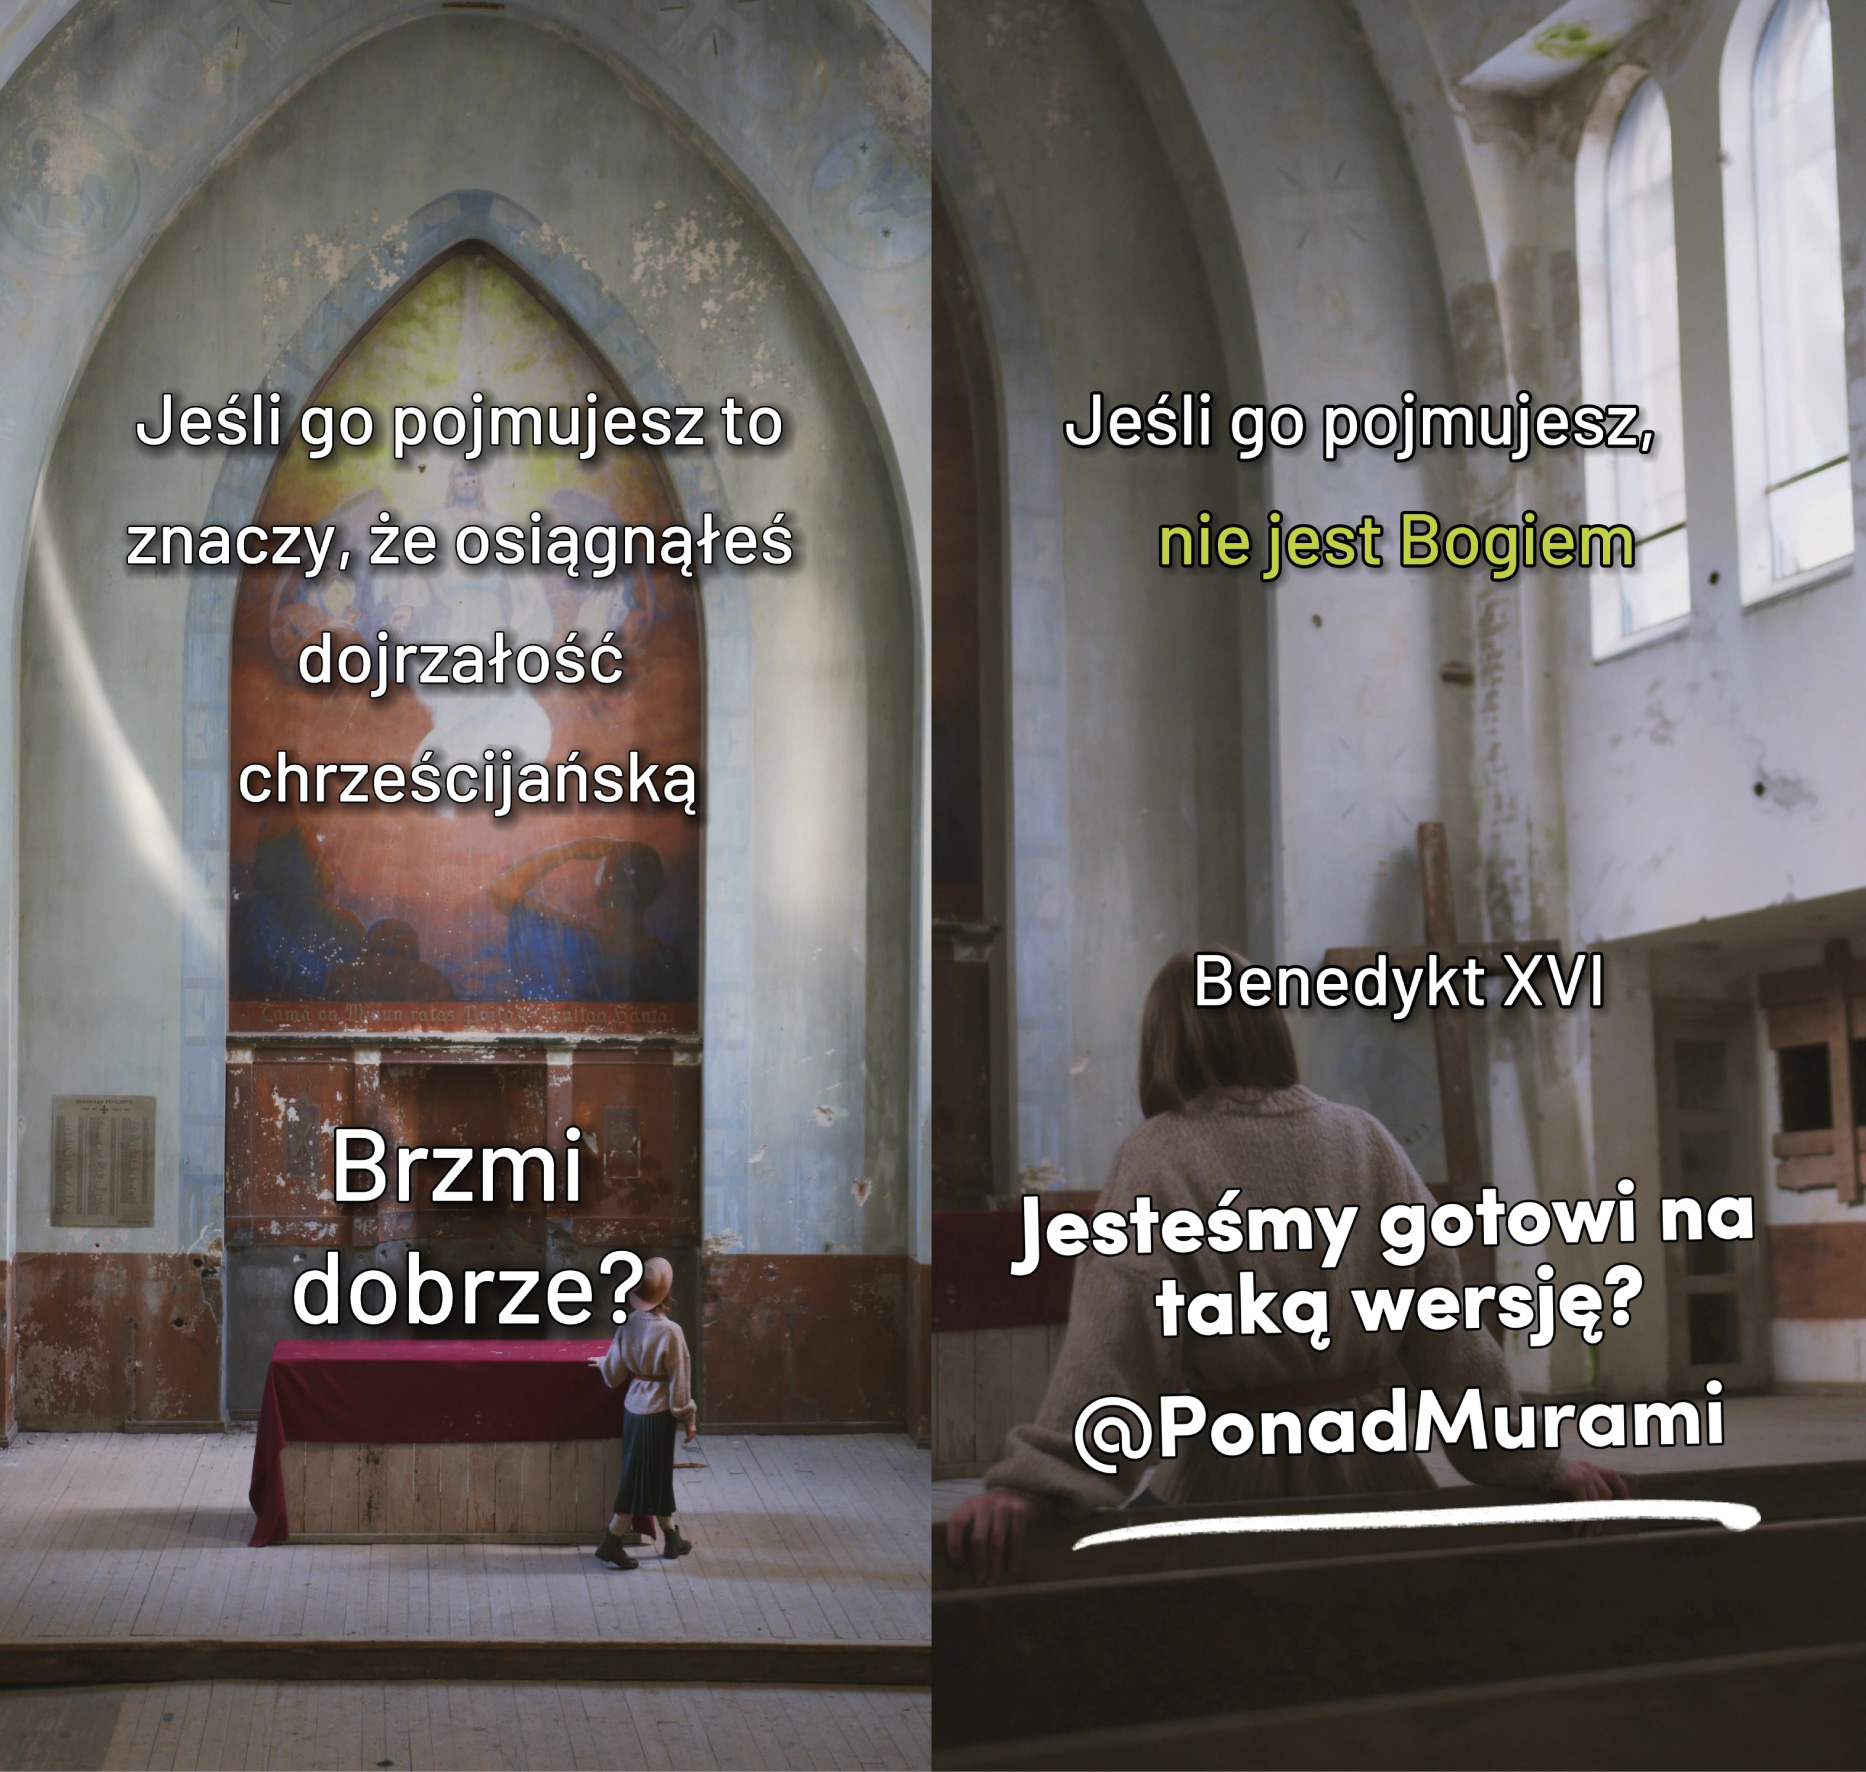 Jeśli go pojmujesz to
znaczy, że osiągnąłeś
dojrzałość
chrześcijańską
Brzmi
dobrze?
Jeśli go pojmujesz,
nie jest Bogiem
Benedykt XVI
Jesteśmy gotowi na
taką wersję?
@PonadMurami